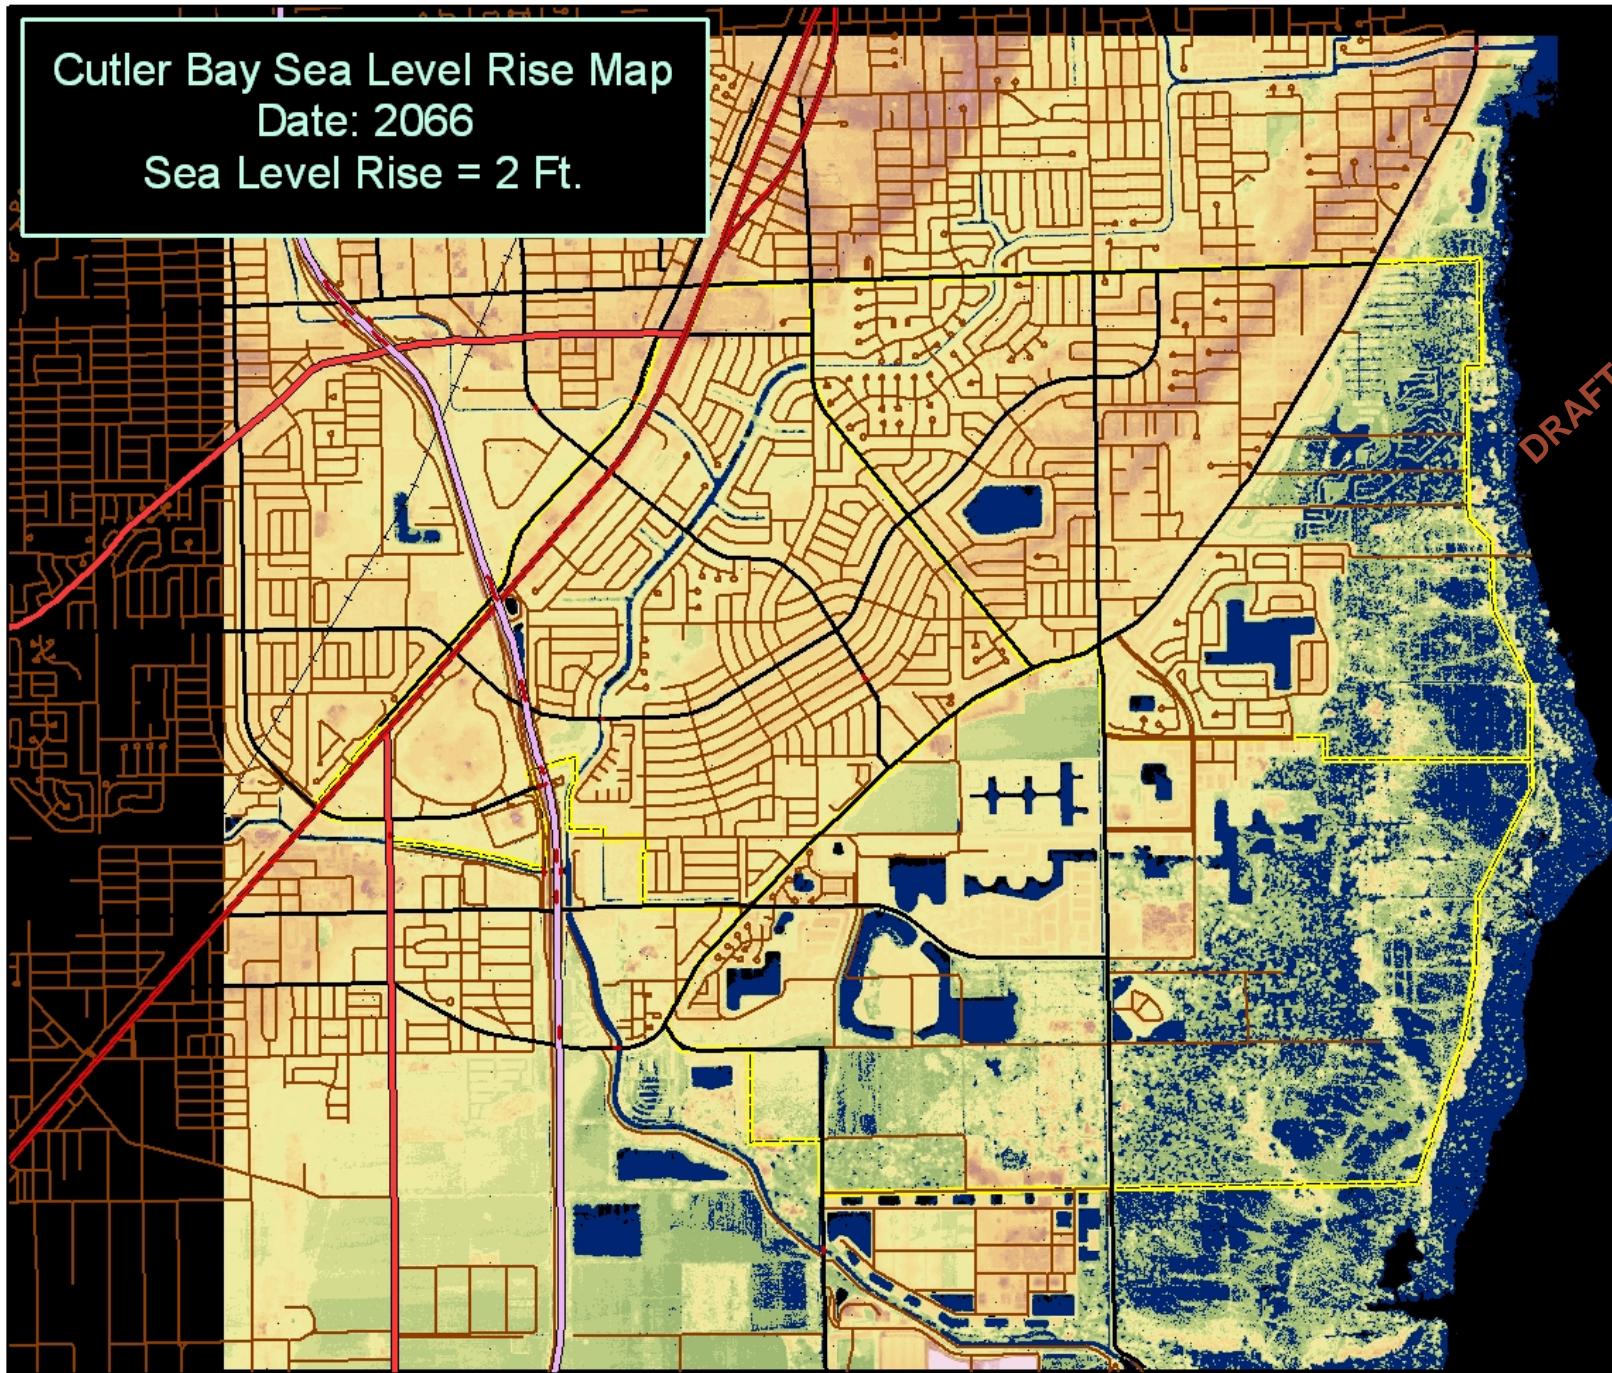 Cutler Bay Sea Level Rise Map
Date: 2066
Sea Level Rise = 2 Ft.
DRAFT